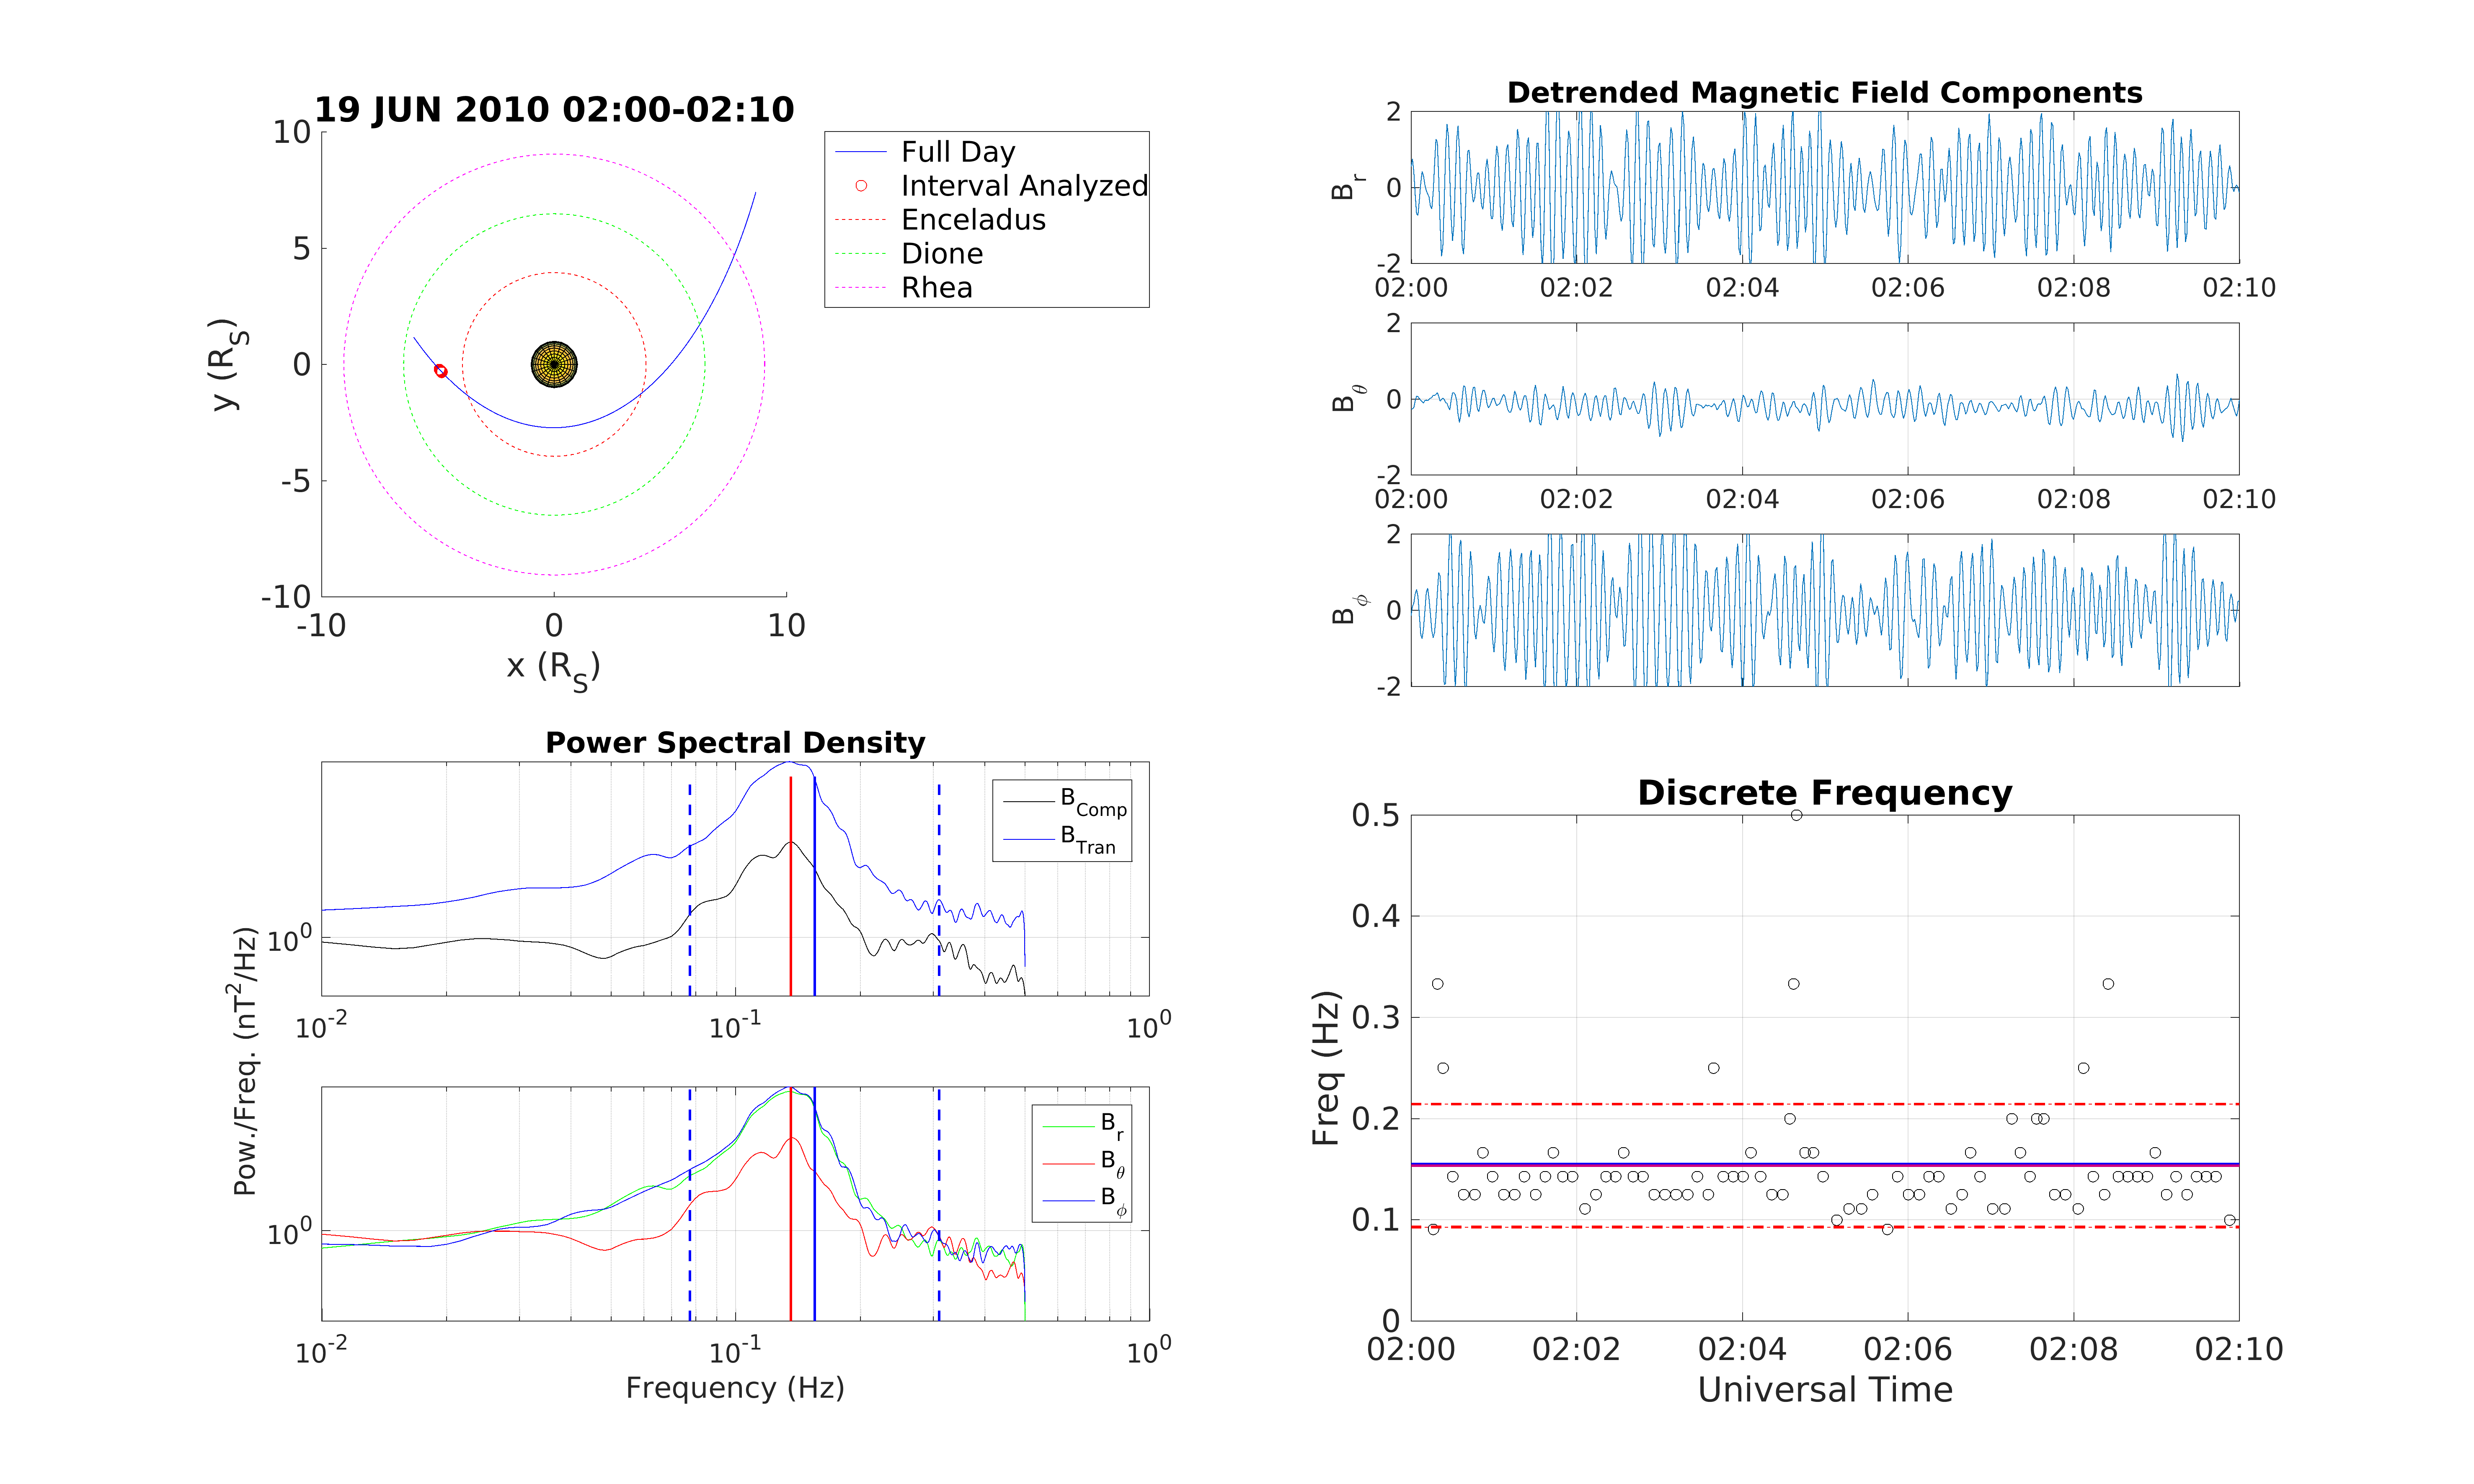 19 JUN 2010 02:00-02:10
10
5
0
-5
-10
-10 0 10
y (R_S)
x (R_S)
Full Day
Interval Analyzed
Enceladus
Dione
Rhea
Detrended Magnetic Field Components
2
0
-2
B_r
02:00 02:02 02:04 02:06 02:08 02:10
2
0
-2
B_θ
02:00 02:02 02:04 02:06 02:08 02:10
2
0
-2
B_ϕ
Power Spectral Density
B_Comp
B_Tran
10^0
10^-2 10^-1 10^0
Pow./Freq. (nT^2/Hz)
B_r
B_θ
B_ϕ
10^0
10^-2 10^-1 10^0
Frequency (Hz)
Discrete Frequency
0.5
0.4
0.3
0.2
0.1
0
Freq (Hz)
02:00 02:02 02:04 02:06 02:08 02:10
Universal Time